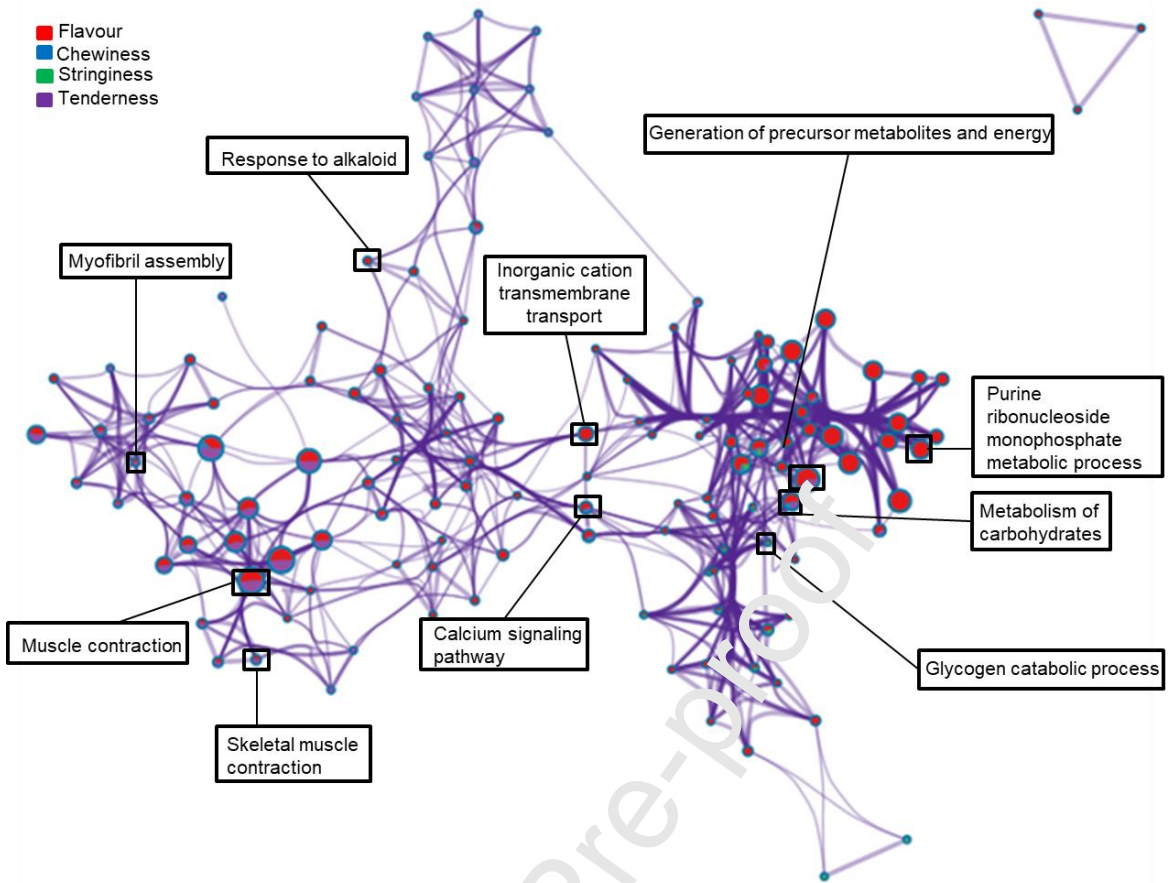 Flavour
Chewiness
Stringiness
Tenderness
Generation of precursor metabolites and energy
Response to alkaloid
Myofibril assembly
Inorganic cation
transmembrane
transport
Purine
ribonucleoside
monophosphate
metabolic process
Metabolism of
carbohydrates
Muscle contraction
Calcium signaling
pathway
Glycogen catabolic process
Skeletal muscle
contraction
Pre-proof